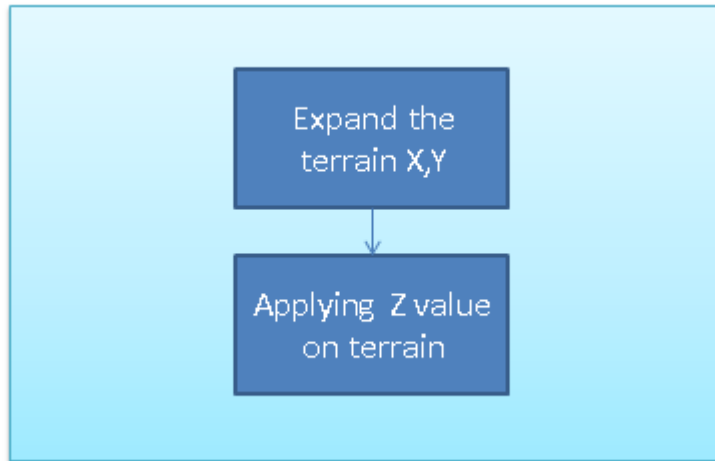 Expand the
terrain X,Y
Applying Z value
on terrain